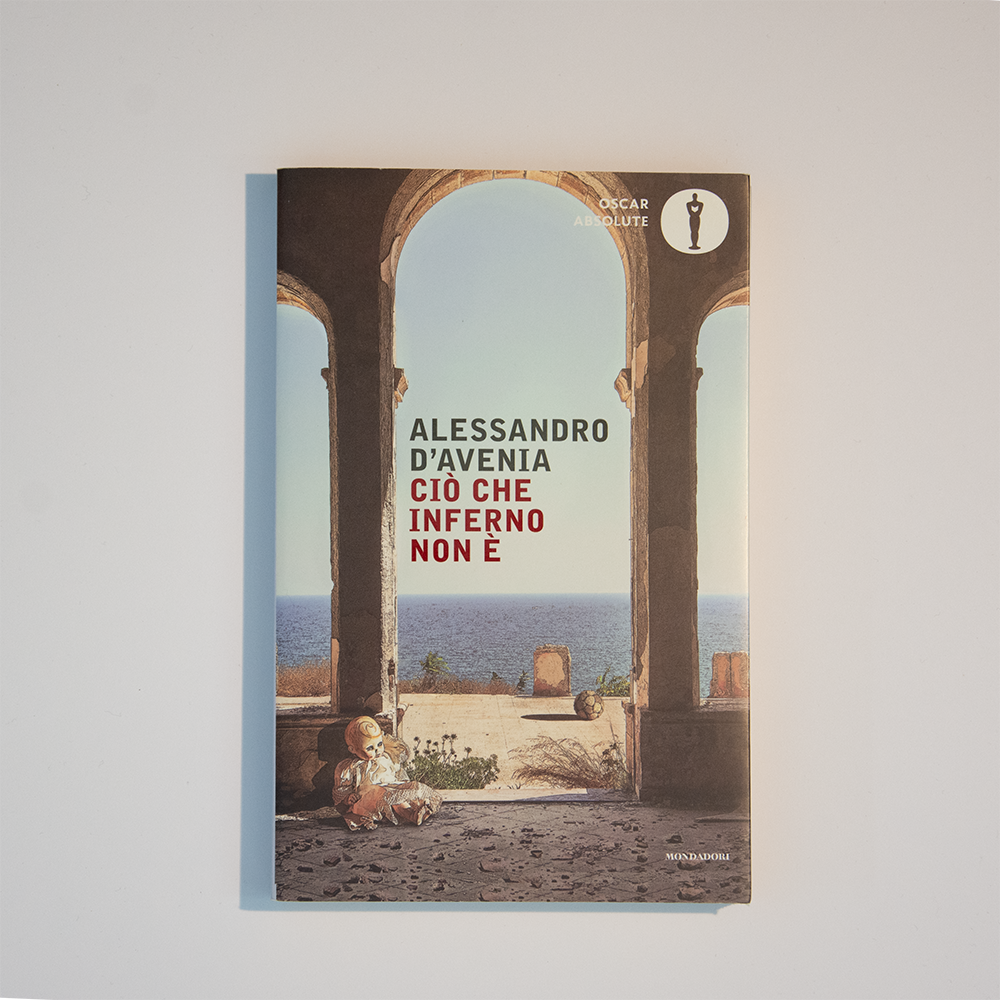 OSCAR
ABSOLUTE
ALESSANDRO
D'AVENIA
CIÒ CHE
INFERNO
NON È
MONDADORI